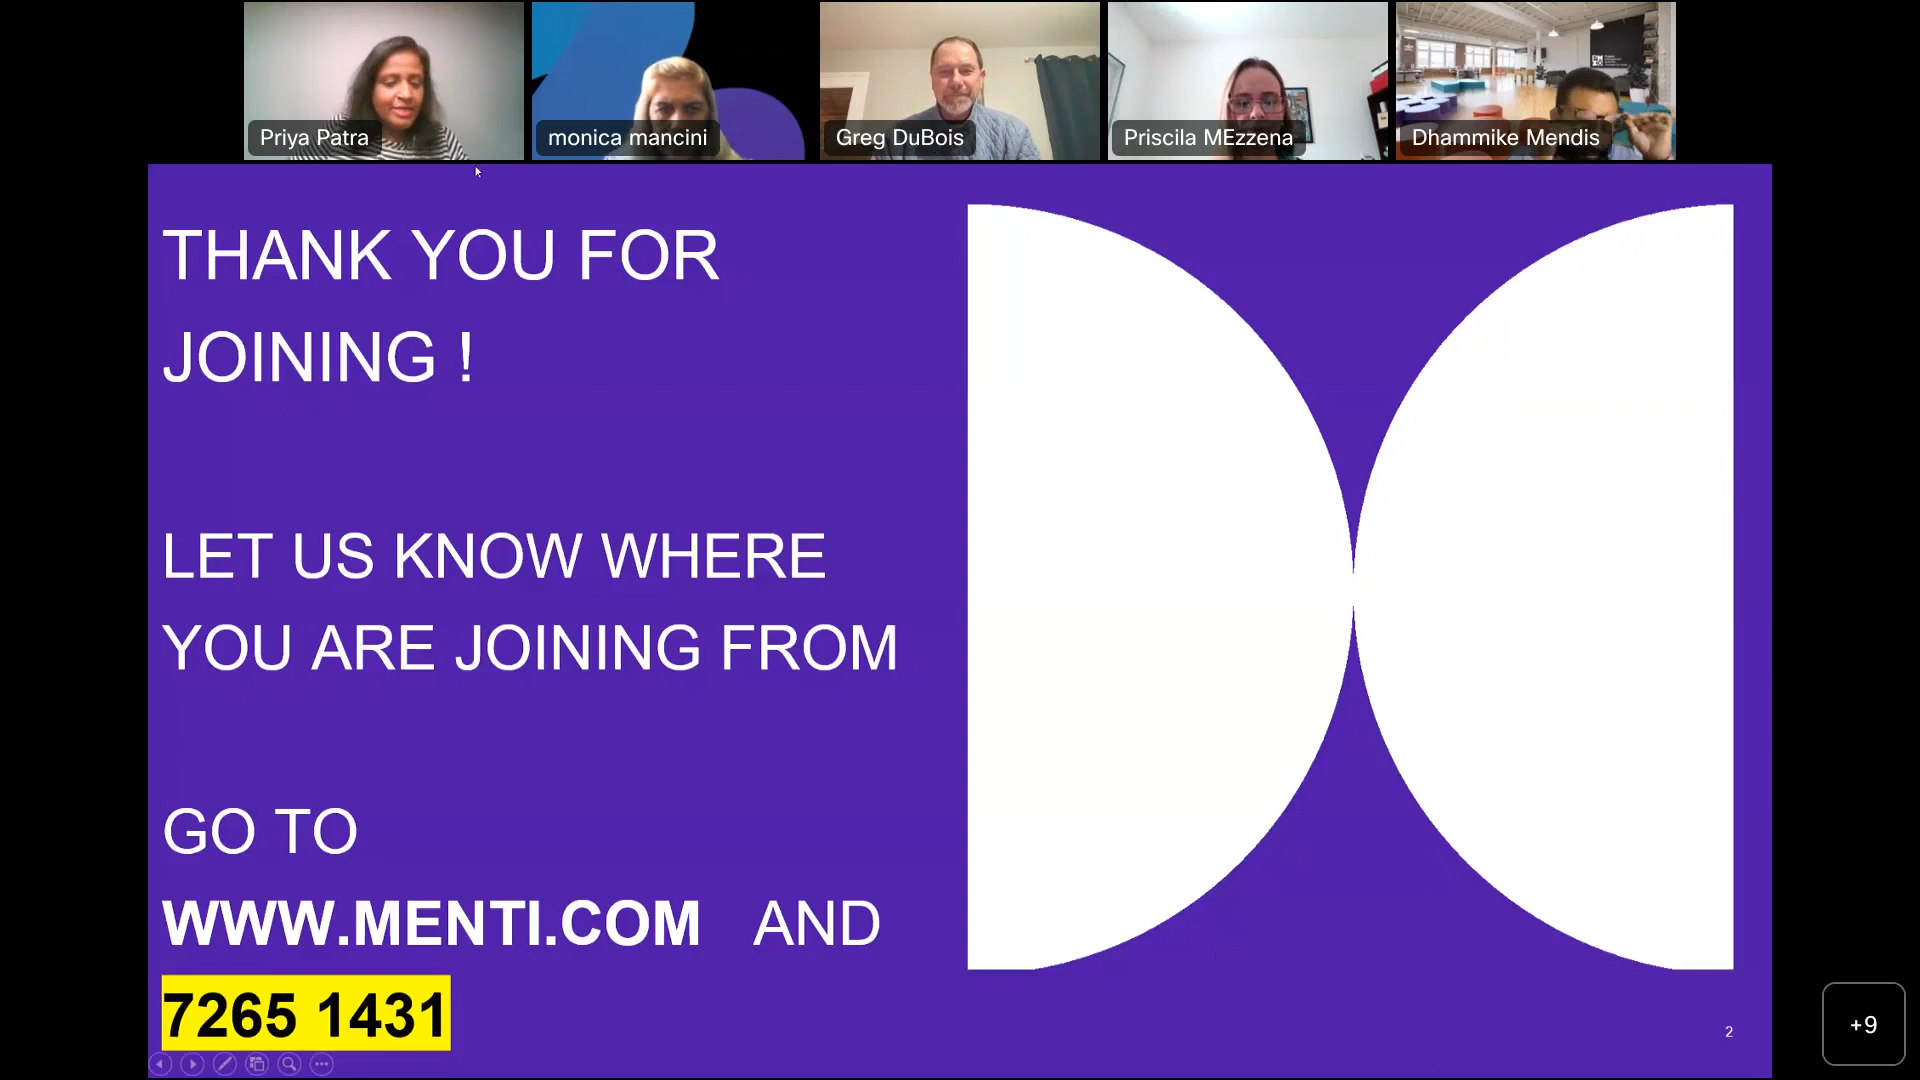 Priya Patra
monica mancini
Greg DuBois
Priscila MEzzena
Dhammike Mendis
THANK YOU FOR
JOINING !
LET US KNOW WHERE
YOU ARE JOINING FROM
GO TO
WWW.MENTI.COM AND
7265 1431
2
+9